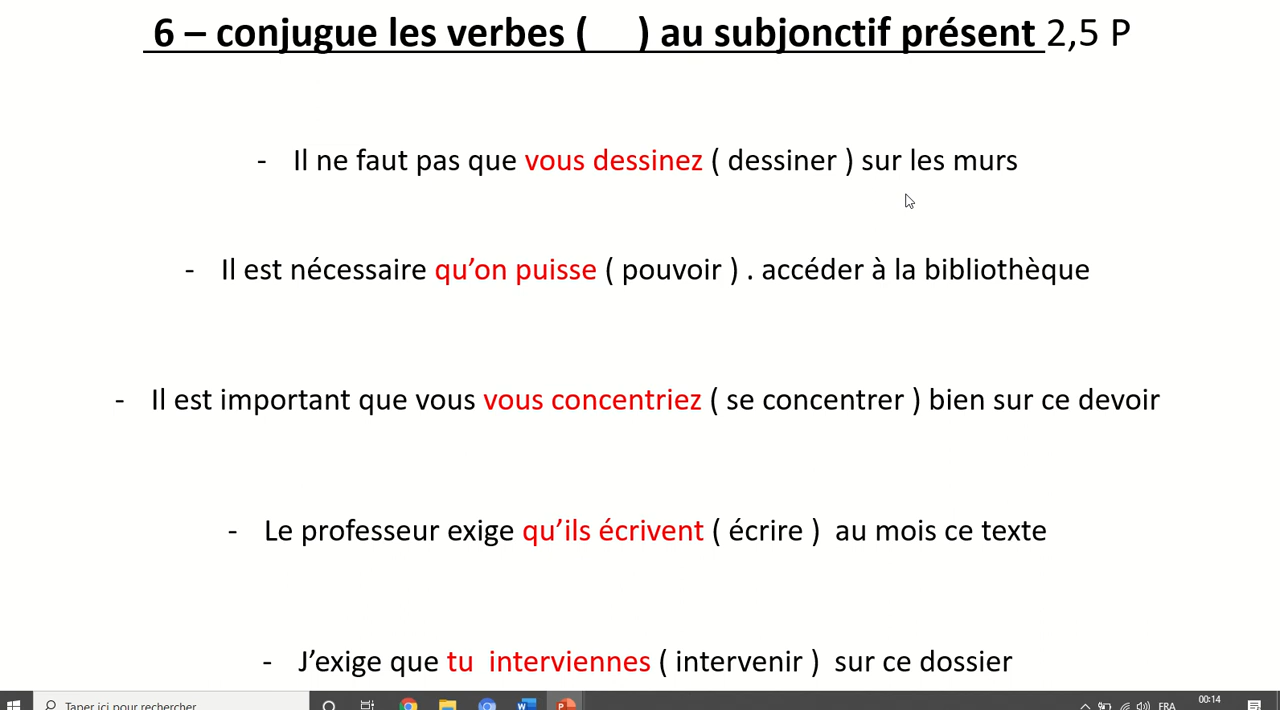 6 – conjugue les verbes ( ) au subjonctif présent 2,5 P
- Il ne faut pas que vous dessinez ( dessiner ) sur les murs
- Il est nécessaire qu’on puisse ( pouvoir ) . accéder à la bibliothèque
- Il est important que vous vous concentriez ( se concentrer ) bien sur ce devoir
- Le professeur exige qu’ils écrivent ( écrire ) au mois ce texte
- J’exige que tu interviennes ( intervenir ) sur ce dossier
Taper ici pour rechercher
FRA
00:14